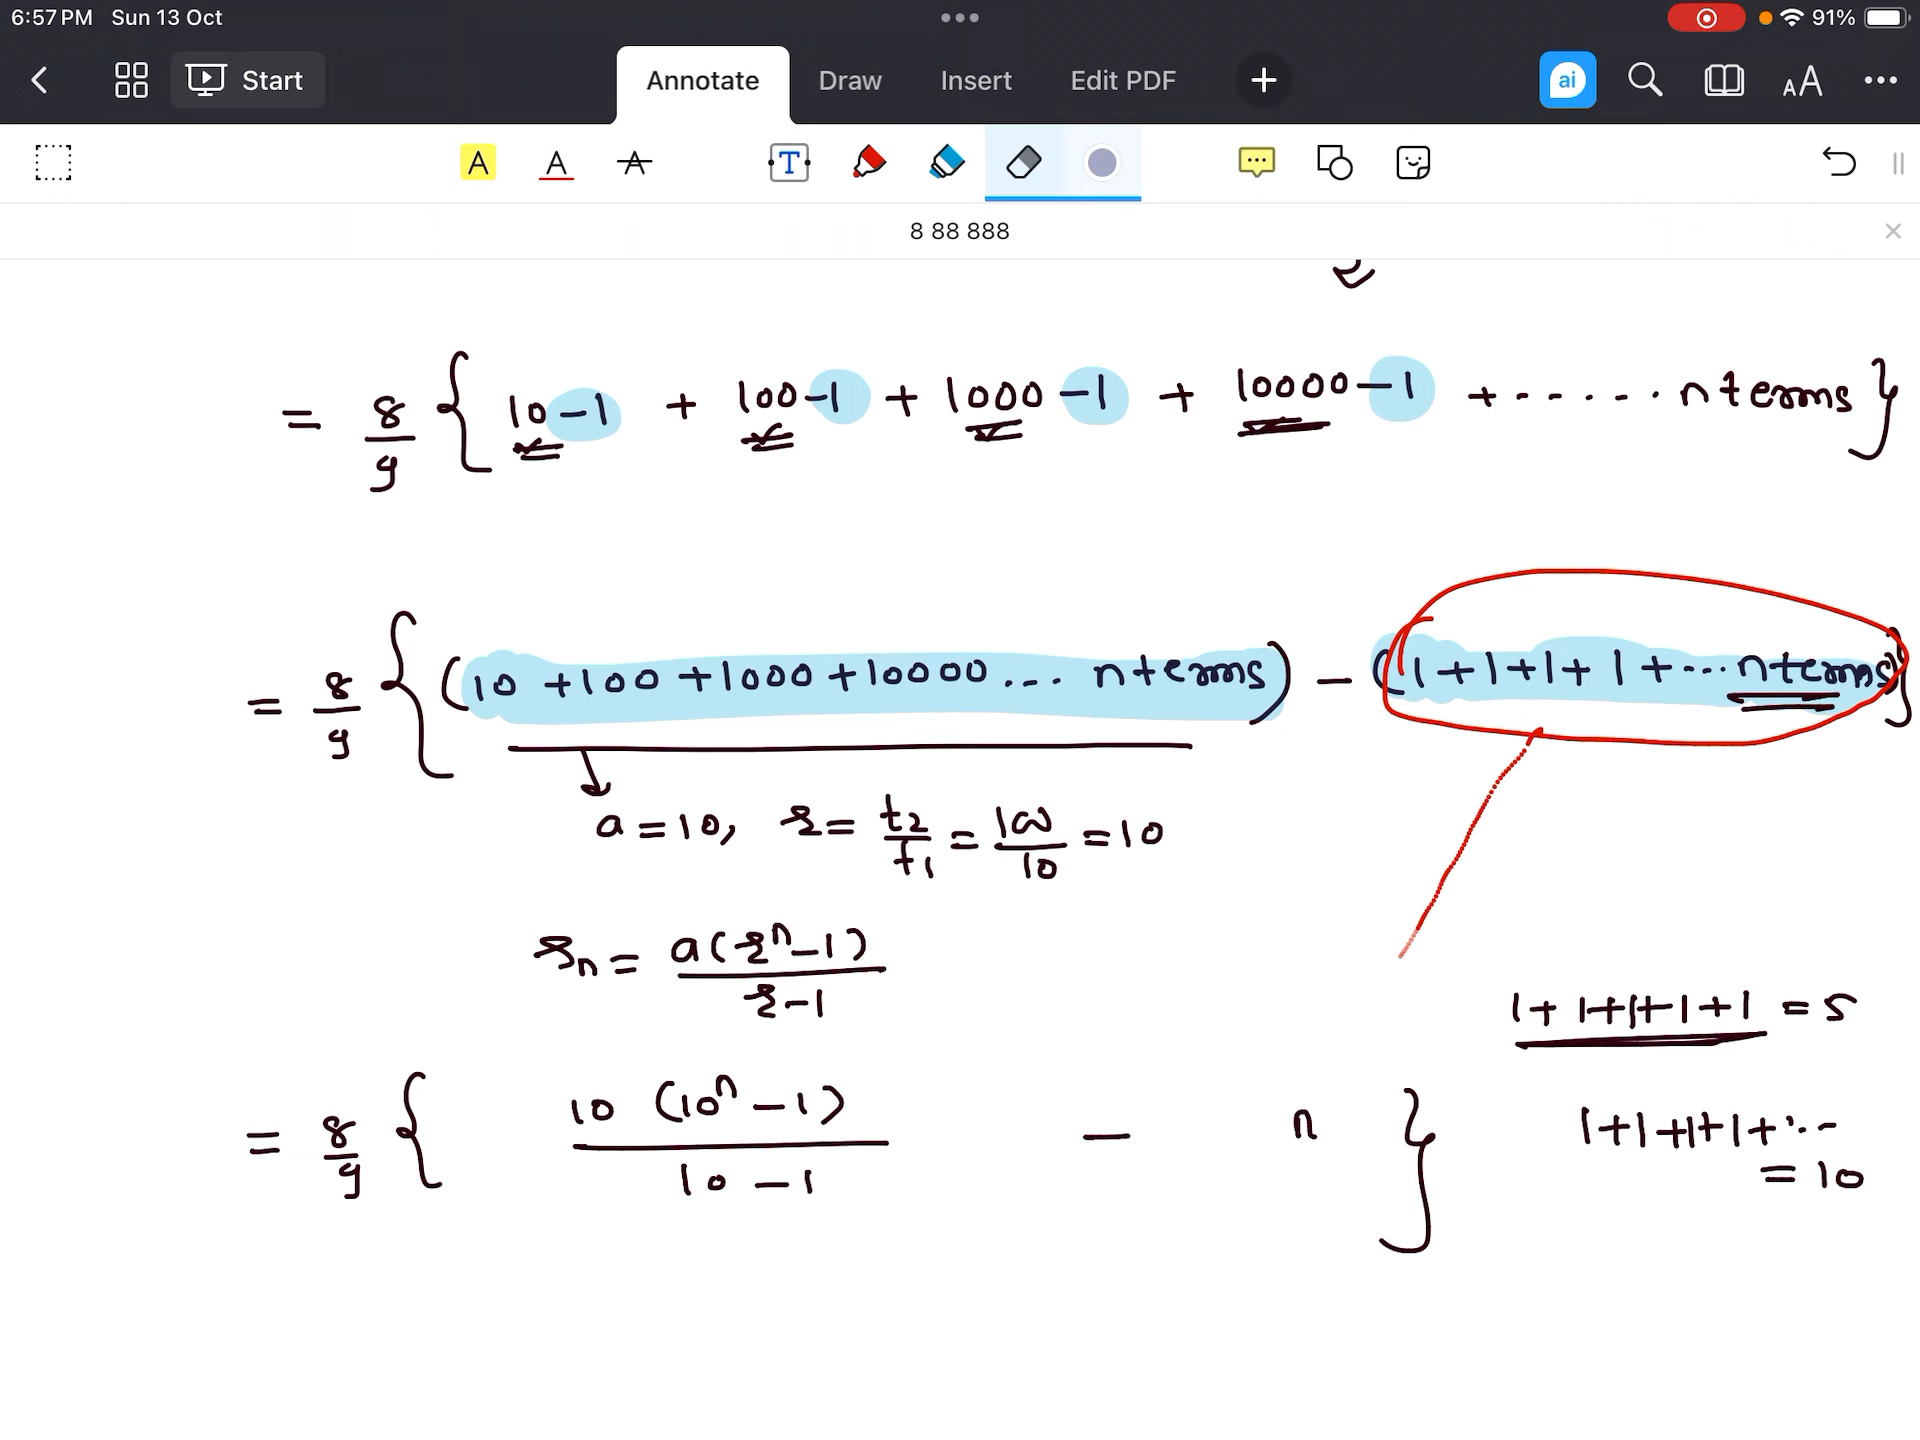 6:57 PM Sun 13 Oct
91%
Start
Annotate
Draw
Insert
Edit PDF
ai
AA
A A A T
8 88 888
= 8/9 { 10-1 + 100-1 + 1000-1 + 10000-1 + ...... n terms }
= 8/9 { (10 +100 +1000 +10000 ... n terms) - (1+1+1+1+... n terms) }
a = 10, r = t2/t1 = 100/10 = 10
Sn = a(r^n-1)/r-1
1+1+1+1+1 = 5
= 8/9 { 10 (10^n - 1)/10 - 1 - n }
1+1+1+1+...
= 10